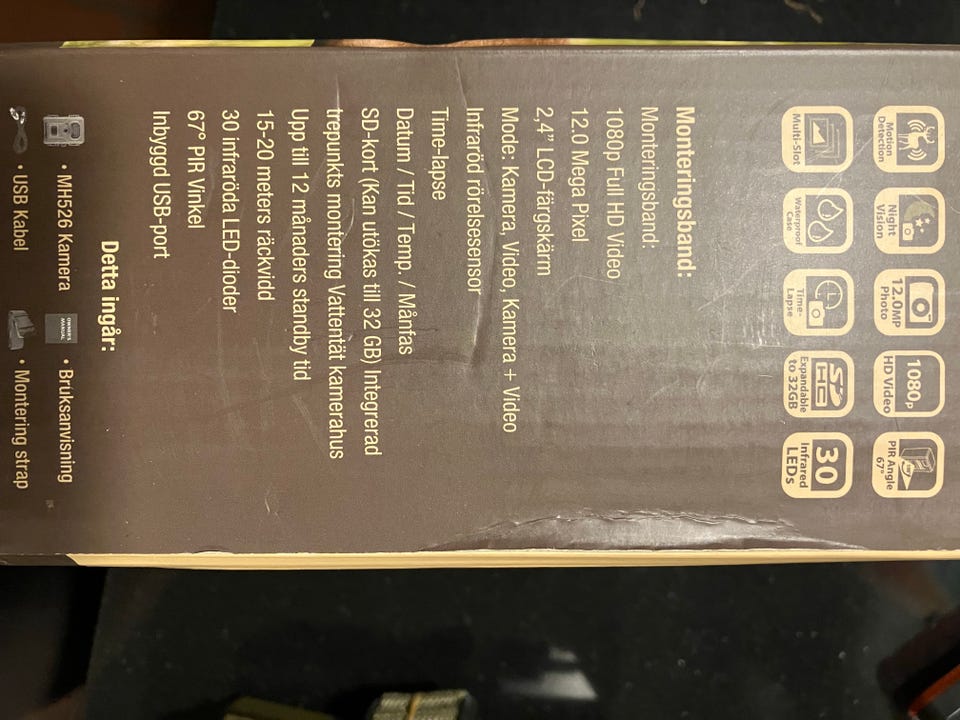 Motion
Detection
Night
Vision
12.0MP
Photo
1080p
HD Video
PIR Angle
67°
Multi-Slot
Waterproof
Case
Time-
Lapse
SD
HC
Expandable
to 32GB
30
Infrared
LEDs
Monteringsband:
Monteringsband:
1080p Full HD Video
12.0 Mega Pixel
2,4” LCD-färgskärm
Mode: Kamera, Video, Kamera + Video
Infraröd rörelsesensor
Time-lapse
Datum / Tid / Temp. / Månfas
SD-kort (Kan utökas till 32 GB) Integrerad
trepunkts montering Vattentät kamerahus
Upp till 12 månaders standby tid
15-20 meters räckvidd
30 infraröda LED-dioder
67° PIR Vinkel
Inbyggd USB-port
Detta ingår:
• MH526 Kamera
OWNERS
MANUAL
• Bruksanvisning
• USB Kabel
• Montering strap